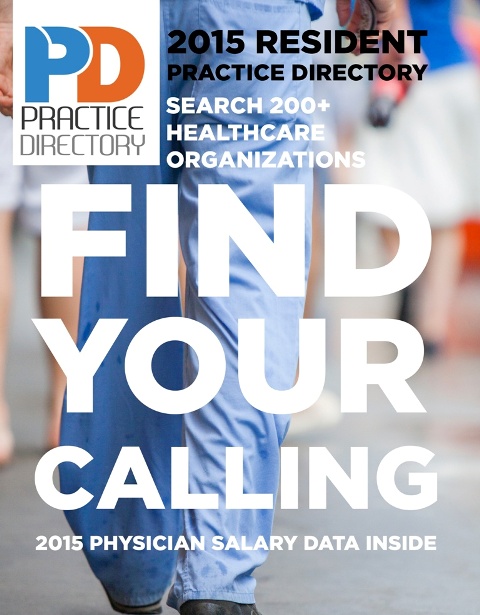 PD
PRACTICE
DIRECTORY
2015 RESIDENT
PRACTICE DIRECTORY
SEARCH 200+
HEALTHCARE
ORGANIZATIONS
FIND
YOUR
CALLING
2015 PHYSICIAN SALARY DATA INSIDE